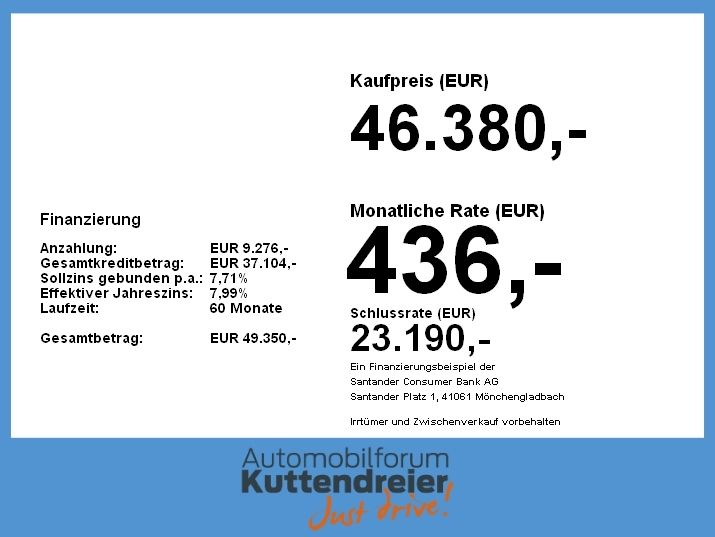 Kaufpreis (EUR)
46.380,-
Finanzierung
Anzahlung: EUR 9.276,-
Gesamtkreditbetrag: EUR 37.104,-
Sollzins gebunden p.a.: 7,71%
Effektiver Jahreszins: 7,99%
Laufzeit: 60 Monate
Gesamtbetrag: EUR 49.350,-
Monatliche Rate (EUR)
436,-
Schlussrate (EUR)
23.190,-
Ein Finanzierungsbeispiel der
Santander Consumer Bank AG
Santander Platz 1, 41061 Mönchengladbach
Irrtümer und Zwischenverkauf vorbehalten
Automobilforum
Kuttendreier
Just drive!